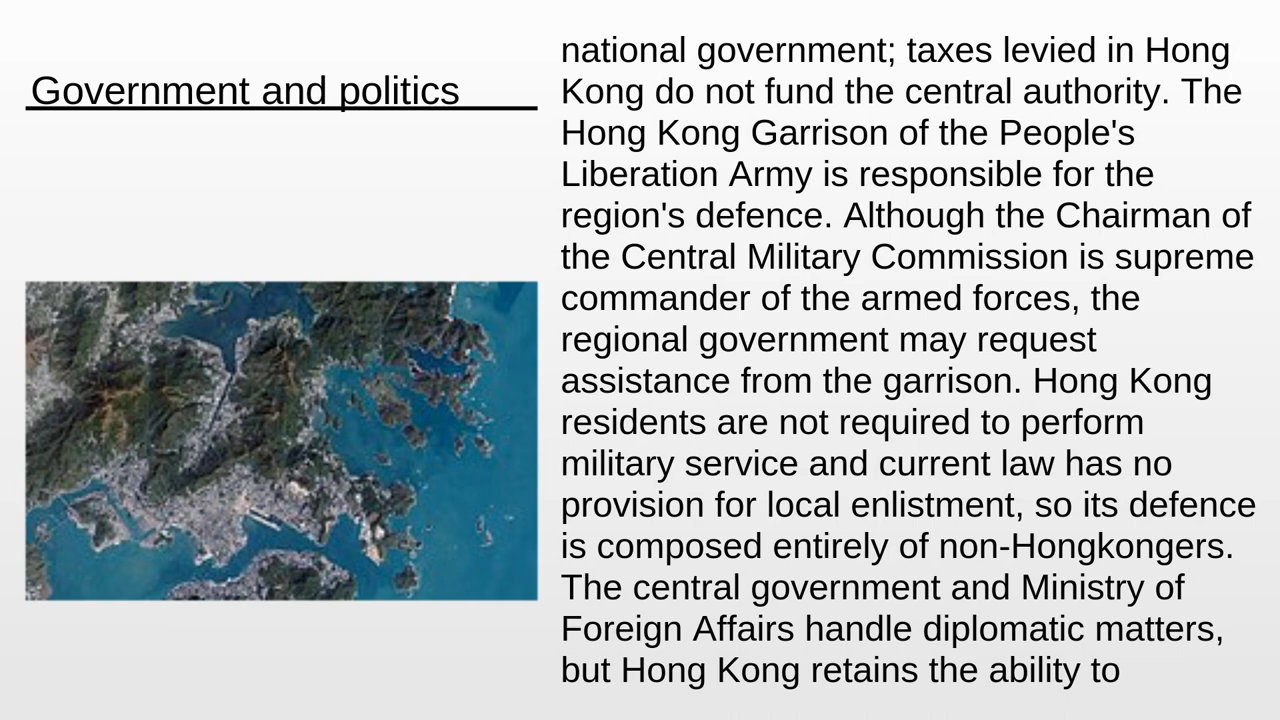 Government and politics
national government; taxes levied in Hong
Kong do not fund the central authority. The
Hong Kong Garrison of the People's
Liberation Army is responsible for the
region's defence. Although the Chairman of
the Central Military Commission is supreme
commander of the armed forces, the
regional government may request
assistance from the garrison. Hong Kong
residents are not required to perform
military service and current law has no
provision for local enlistment, so its defence
is composed entirely of non-Hongkongers.
The central government and Ministry of
Foreign Affairs handle diplomatic matters,
but Hong Kong retains the ability to